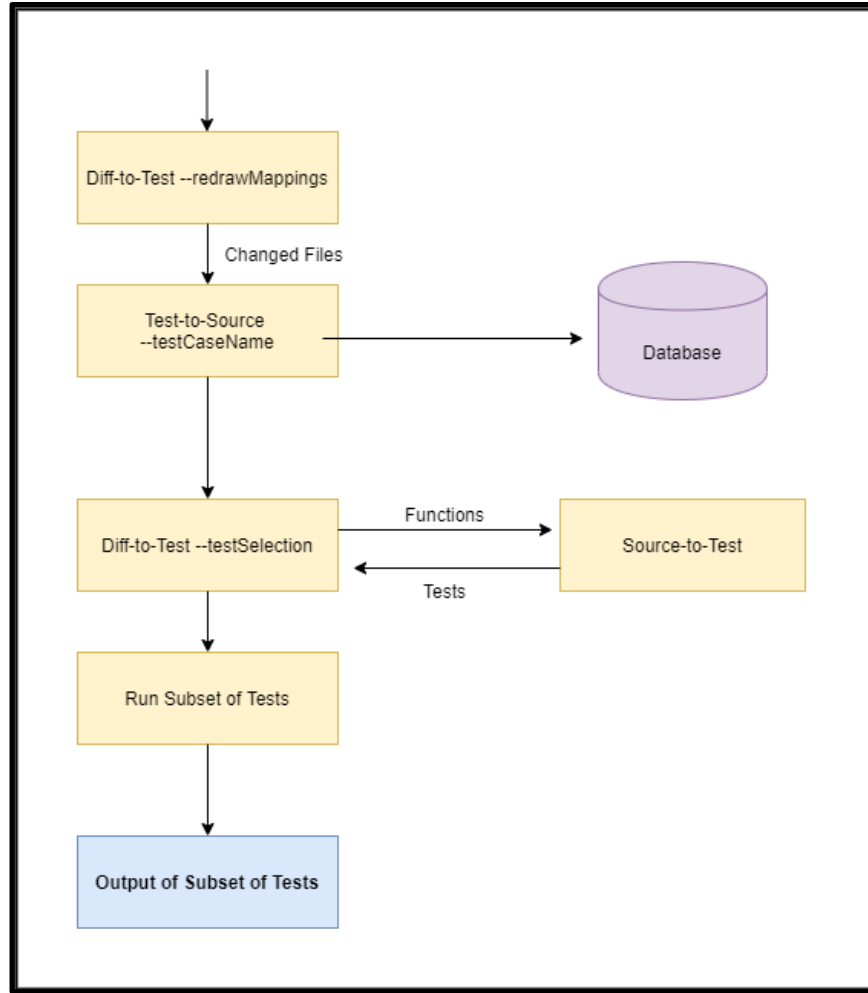 Diff-to-Test --redrawMappings
Changed Files
Test-to-Source
--testCaseName
Database
Functions
Diff-to-Test --testSelection
Source-to-Test
Tests
Run Subset of Tests
Output of Subset of Tests